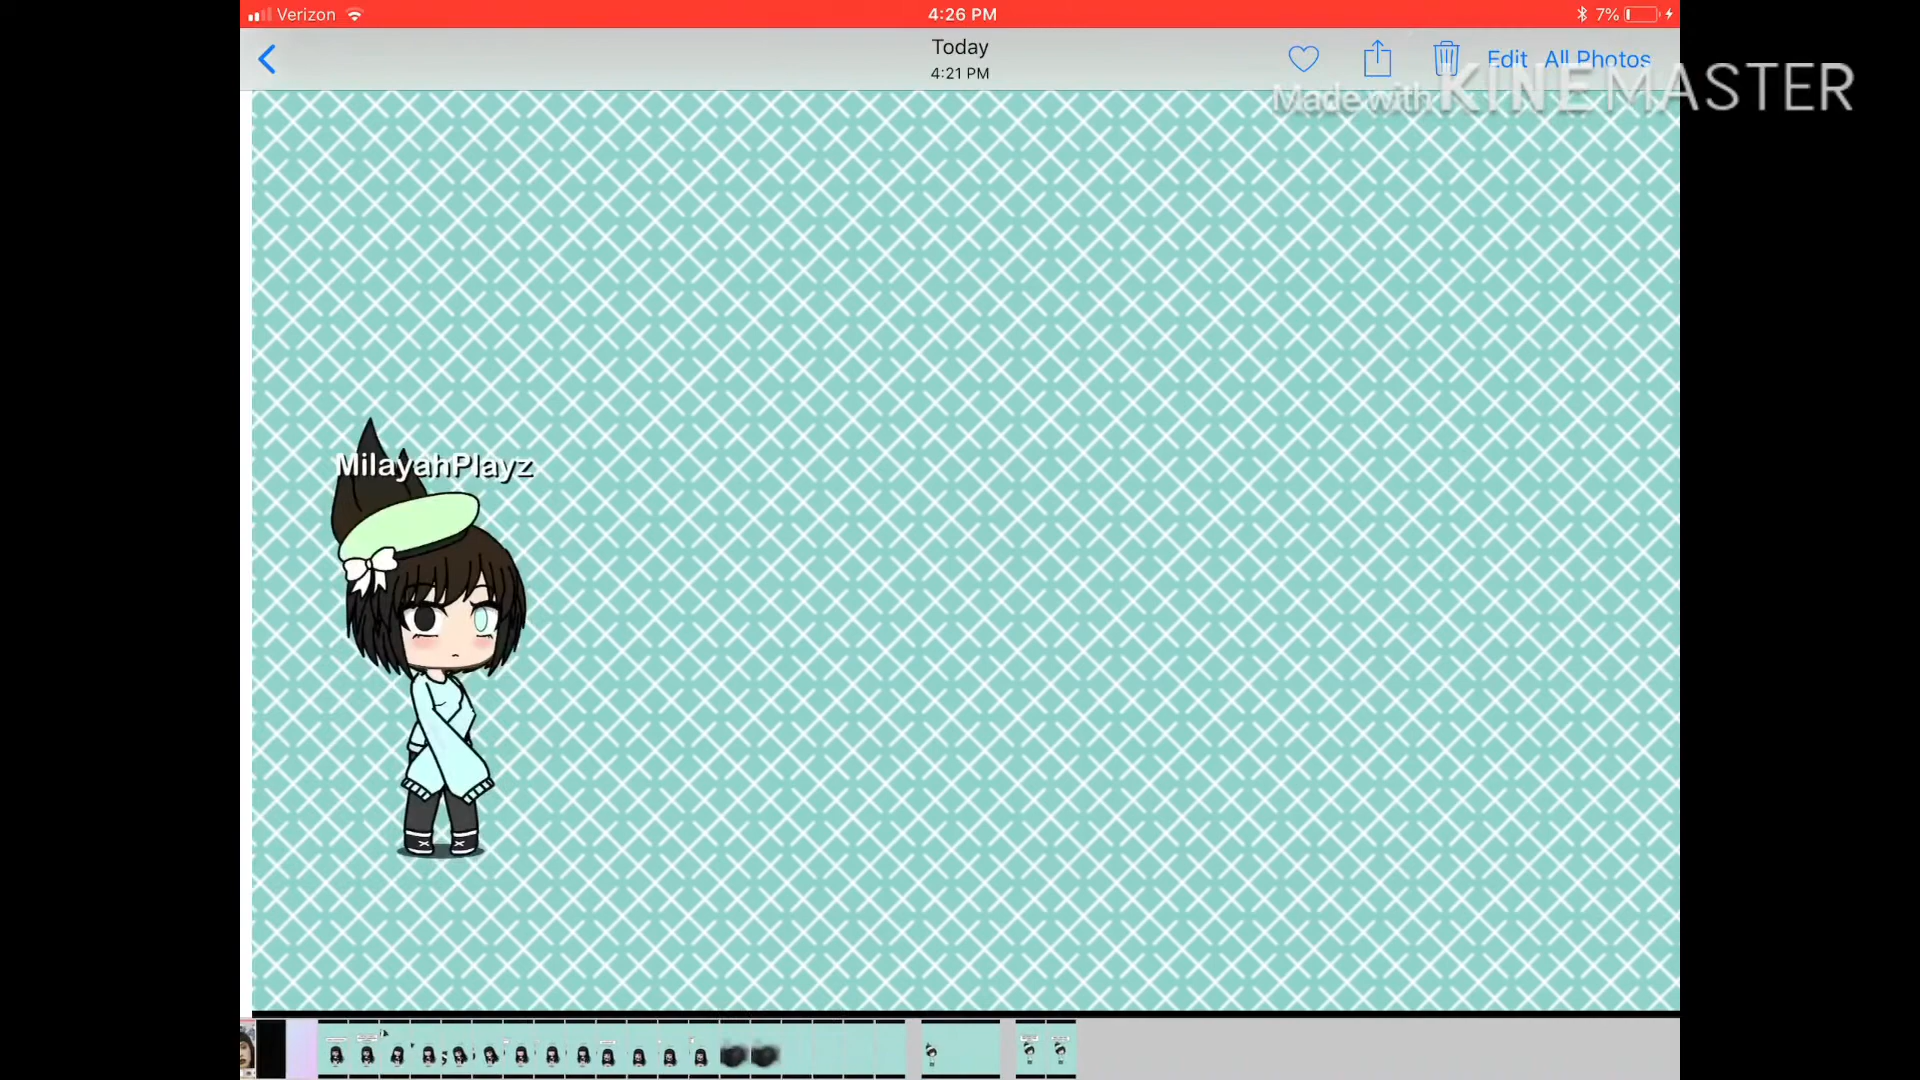 Verizon
4:26 PM
7%
Today
4:21 PM
Edit
All Photos
Made with KINEMASTER
MilayahPlayz